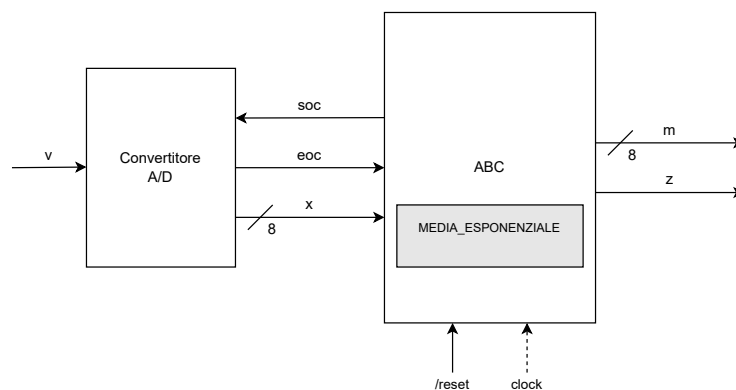 soc
v
Convertitore
A/D
eoc
ABC
m
8
x
8
z
MEDIA_ESPONENZIALE
/reset
clock